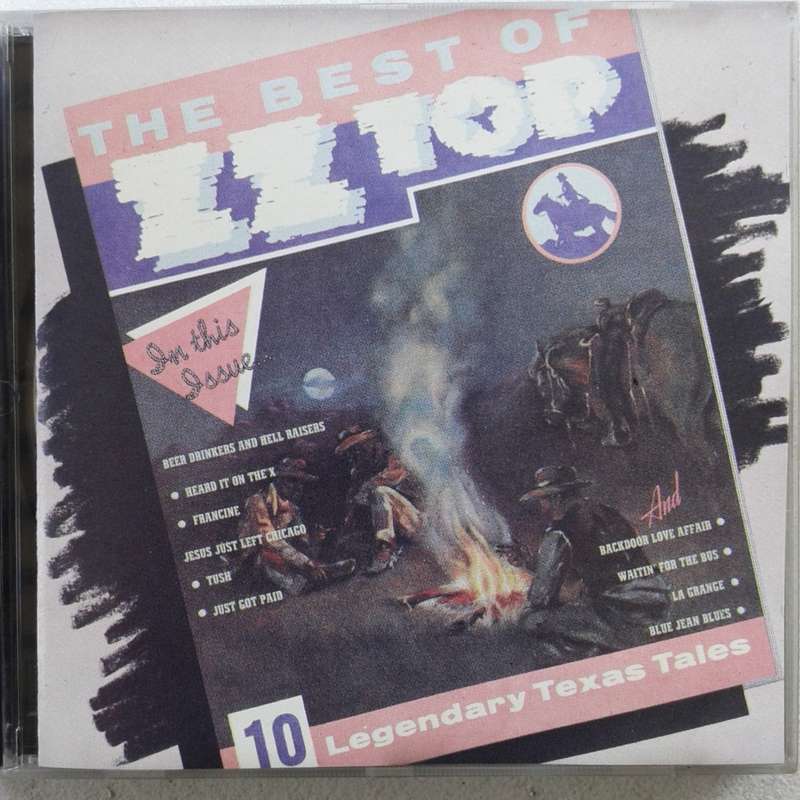 THE BEST OF
ZZ TOP
In this
Issue...
BEER DRINKERS AND HELL RAISERS
• HEARD IT ON THE X
• FRANCINE
JESUS JUST LEFT CHICAGO
• TUSH
• JUST GOT PAID
And
BACKDOOR LOVE AFFAIR •
WAITIN' FOR THE BUS •
LA GRANGE •
BLUE JEAN BLUES •
10 Legendary Texas Tales